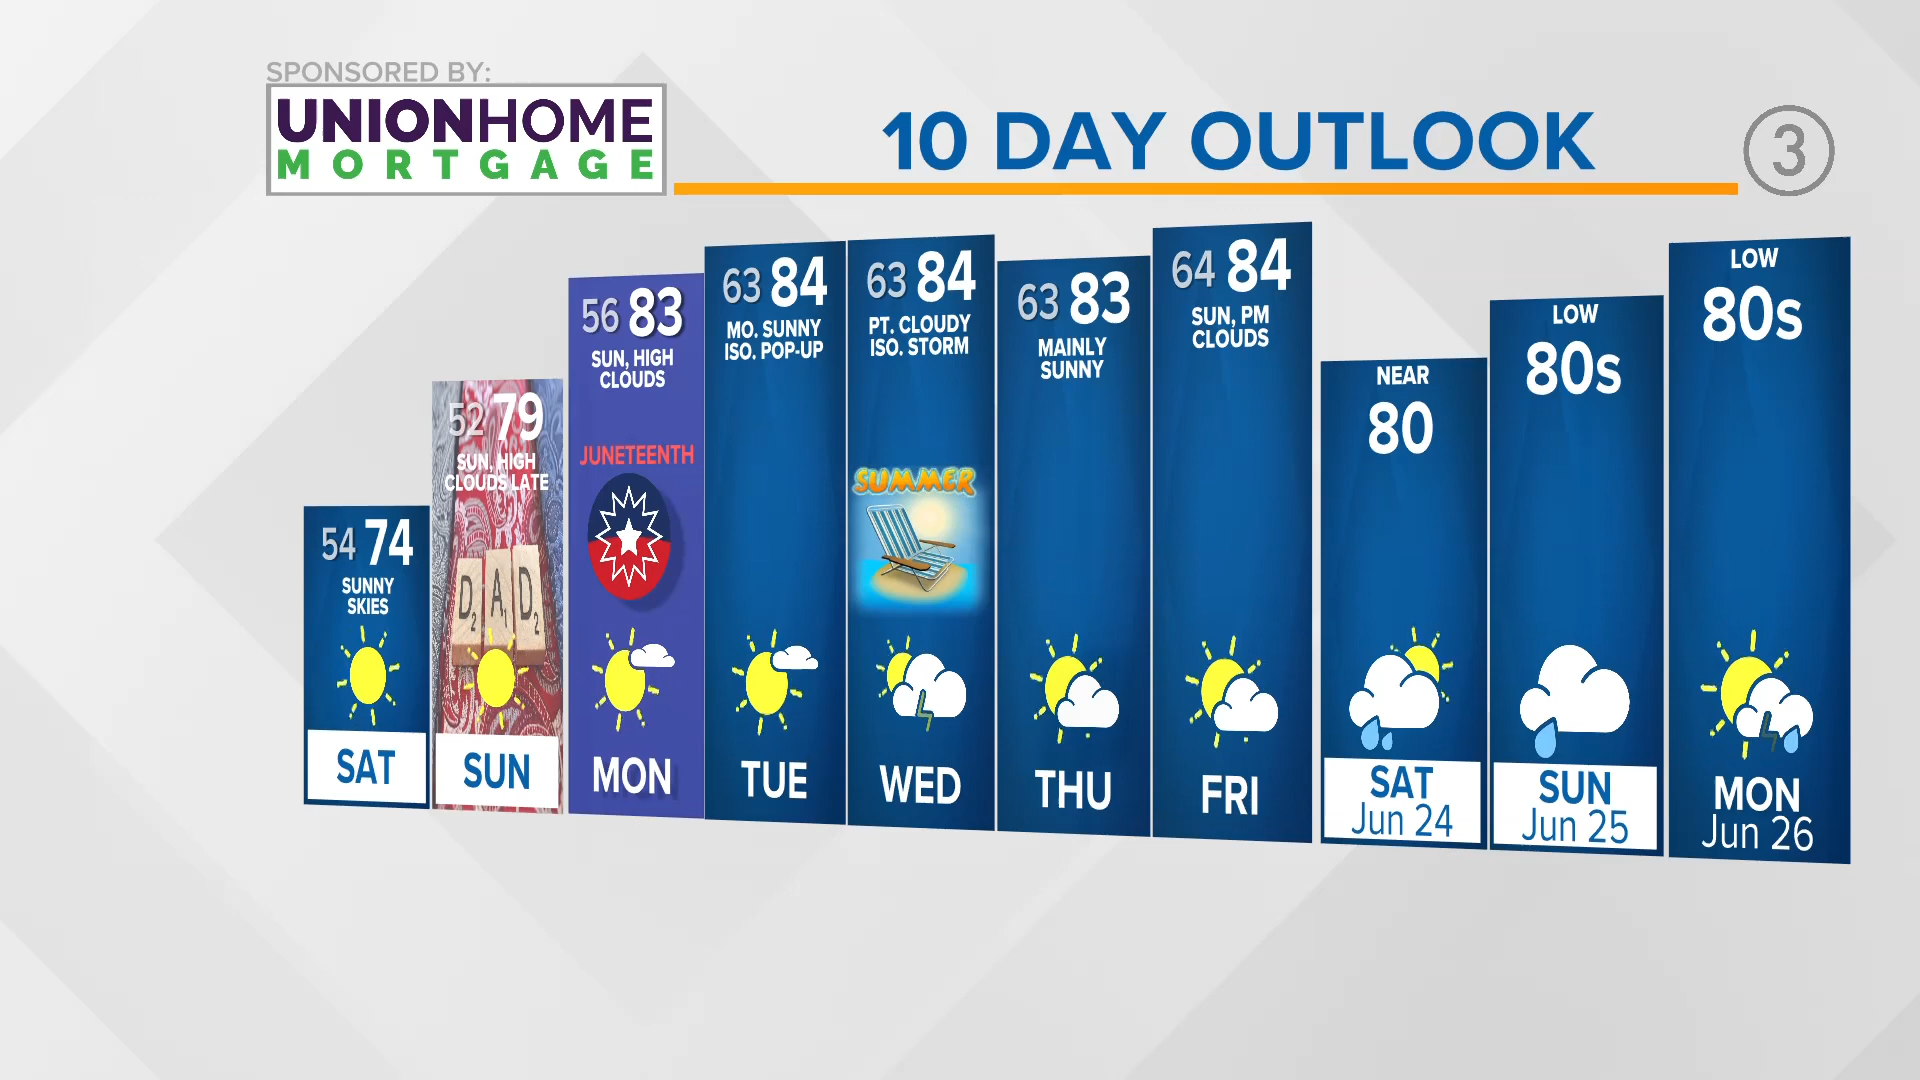 SPONSORED BY:
UNIONHOME
MORTGAGE
10 DAY OUTLOOK
3
54 74
SUNNY
SKIES
SAT
52 79
SUN, HIGH
CLOUDS LATE
D2 A1 D2
SUN
56 83
SUN, HIGH
CLOUDS
JUNETEENTH
MON
63 84
MO. SUNNY
ISO. POP-UP
TUE
63 84
PT. CLOUDY
ISO. STORM
SUMMER
WED
63 83
MAINLY
SUNNY
THU
64 84
SUN, PM
CLOUDS
FRI
NEAR
80
SAT
Jun 24
LOW
80s
SUN
Jun 25
LOW
80s
MON
Jun 26